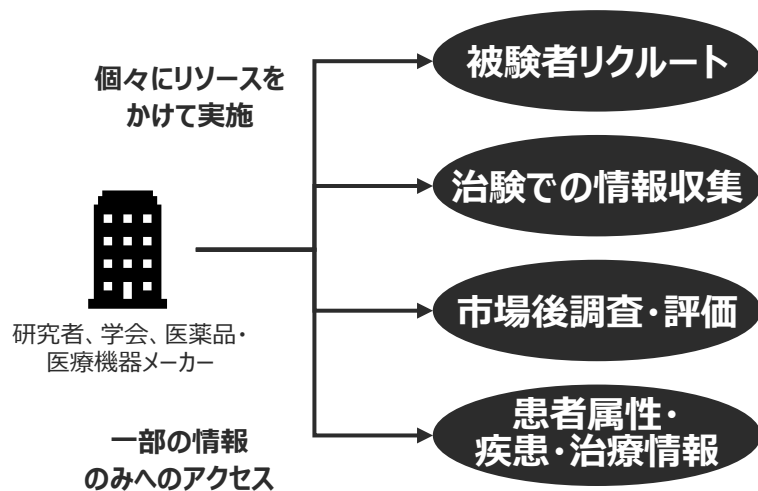 個々にリソースを
かけて実施
被験者リクルート
治験での情報収集
研究者、学会、医薬品・
医療機器メーカー
市場後調査・評価
一部の情報
のみへのアクセス
患者属性・
疾患・治療情報